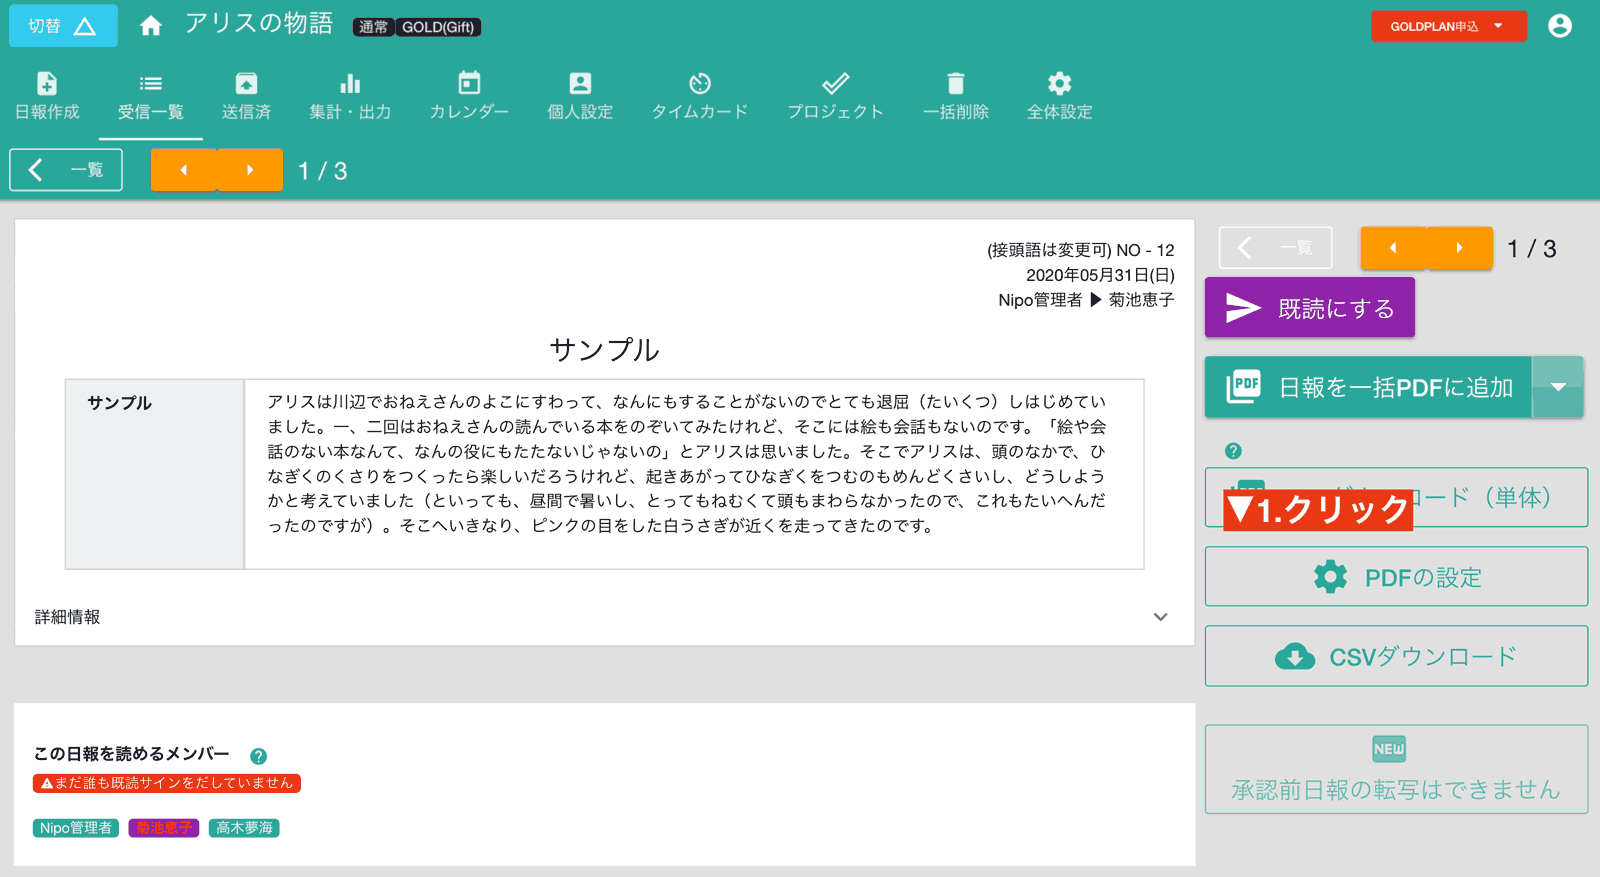 切替
アリスの物語
通常 GOLD(Gift)
GOLDPLAN申込
日報作成
受信一覧
送信済
集計・出力
カレンダー
個人設定
タイムカード
プロジェクト
一括削除
全体設定
一覧
1 / 3
(接頭語は変更可) NO - 12
2020年05月31日(日)
Nipo管理者 ▶ 菊池恵子
サンプル
サンプル
アリスは川辺でおねえさんのよこにすわって、なんにもすることがないのでとても退屈（たいくつ）しはじめてい
ました。一、二回はおねえさんの読んでいる本をのぞいてみたけれど、そこには絵も会話もないのです。「絵や会
話のない本なんて、なんの役にもたたないじゃないの」とアリスは思いました。そこでアリスは、頭のなかで、ひ
なぎくのくさりをつくったら楽しいだろうけれど、起きあがってひなぎくをつむのもめんどくさいし、どうしよう
かと考えていました（といっても、昼間で暑いし、とってもねむくて頭もまわらなかったので、これもたいへんだ
ったのですが）。そこへいきなり、ピンクの目をした白うさぎが近くを走ってきたのです。
詳細情報
この日報を読めるメンバー
まだ誰も既読サインをだしていません
Nipo管理者 菊池恵子 高木夢海
一覧
1 / 3
既読にする
PDF 日報を一括PDFに追加
▼1.クリック
ード（単体）
PDFの設定
CSVダウンロード
NEW
承認前日報の転写はできません